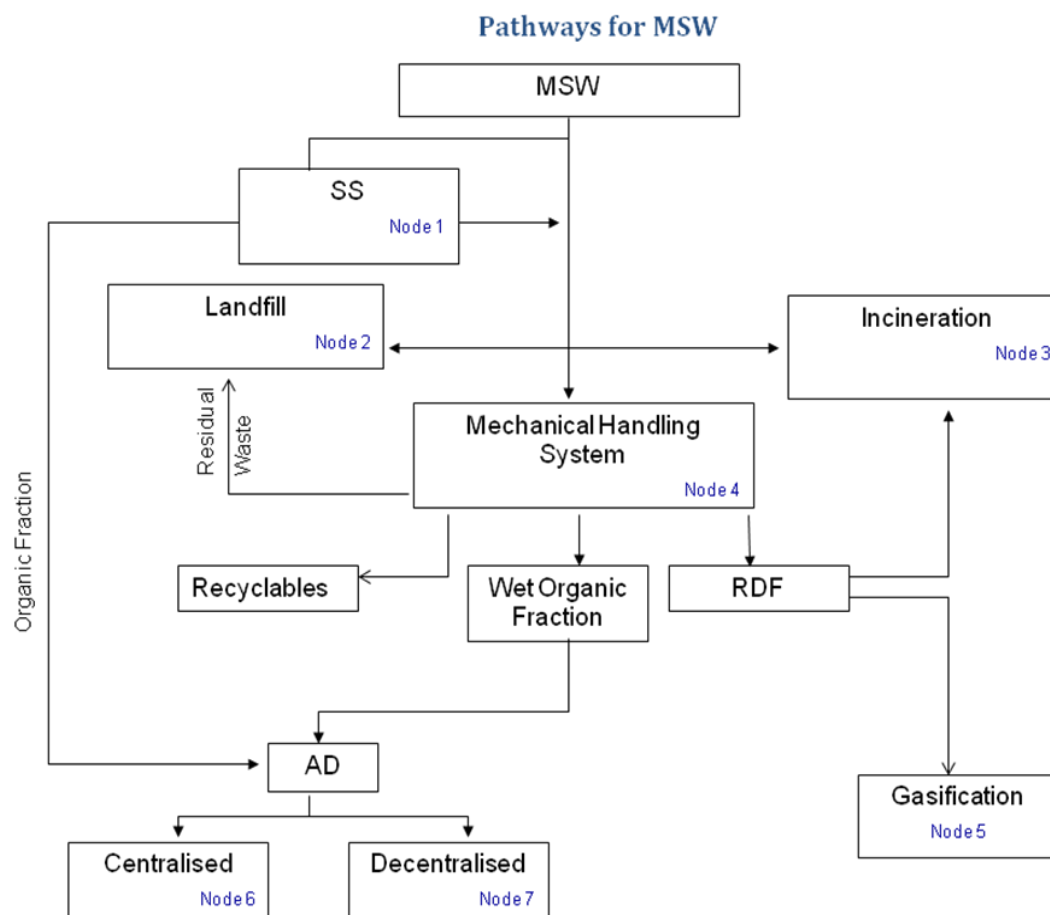 Pathways for MSW
MSW
SS
Node 1
Landfill
Node 2
Incineration
Node 3
Residual
Waste
Mechanical Handling
System
Node 4
Organic Fraction
Recyclables
Wet Organic
Fraction
RDF
AD
Gasification
Node 5
Centralised
Node 6
Decentralised
Node 7